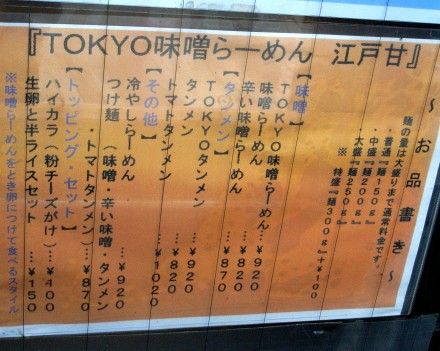 『TOKYO味噌らーめん 江戸甘』
～お品書き～
麺の量は大盛りまで通常料金です。
・普通『麺150g』
・中盛『麺200g』
・大盛『麺250g』
※ 特盛『麺300g』+¥100
【味噌】
TOKYO味噌らーめん…¥920
味噌らーめん …¥820
辛い味噌らーめん …¥870
【タンメン】
TOKYOタンメン …¥920
タンメン …¥820
トマトタンメン …¥1020
【その他】
冷やしらーめん …¥920
つけ麺(味噌・辛い味噌・タンメン
・トマトタンメン)…¥870
【トッピング・セット】
ハイカラ(粉チーズがけ)…¥400
生卵と半ライスセット …¥150
※味噌らーめんをとき卵につけて食べるスタイル